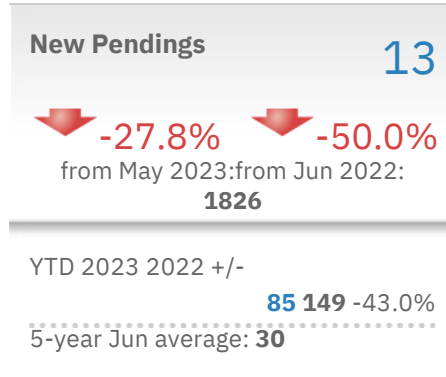 New Pendings 13
-27.8% -50.0%
from May 2023:from Jun 2022:
1826
YTD 2023 2022 +/-
85 149 -43.0%
5-year Jun average: 30